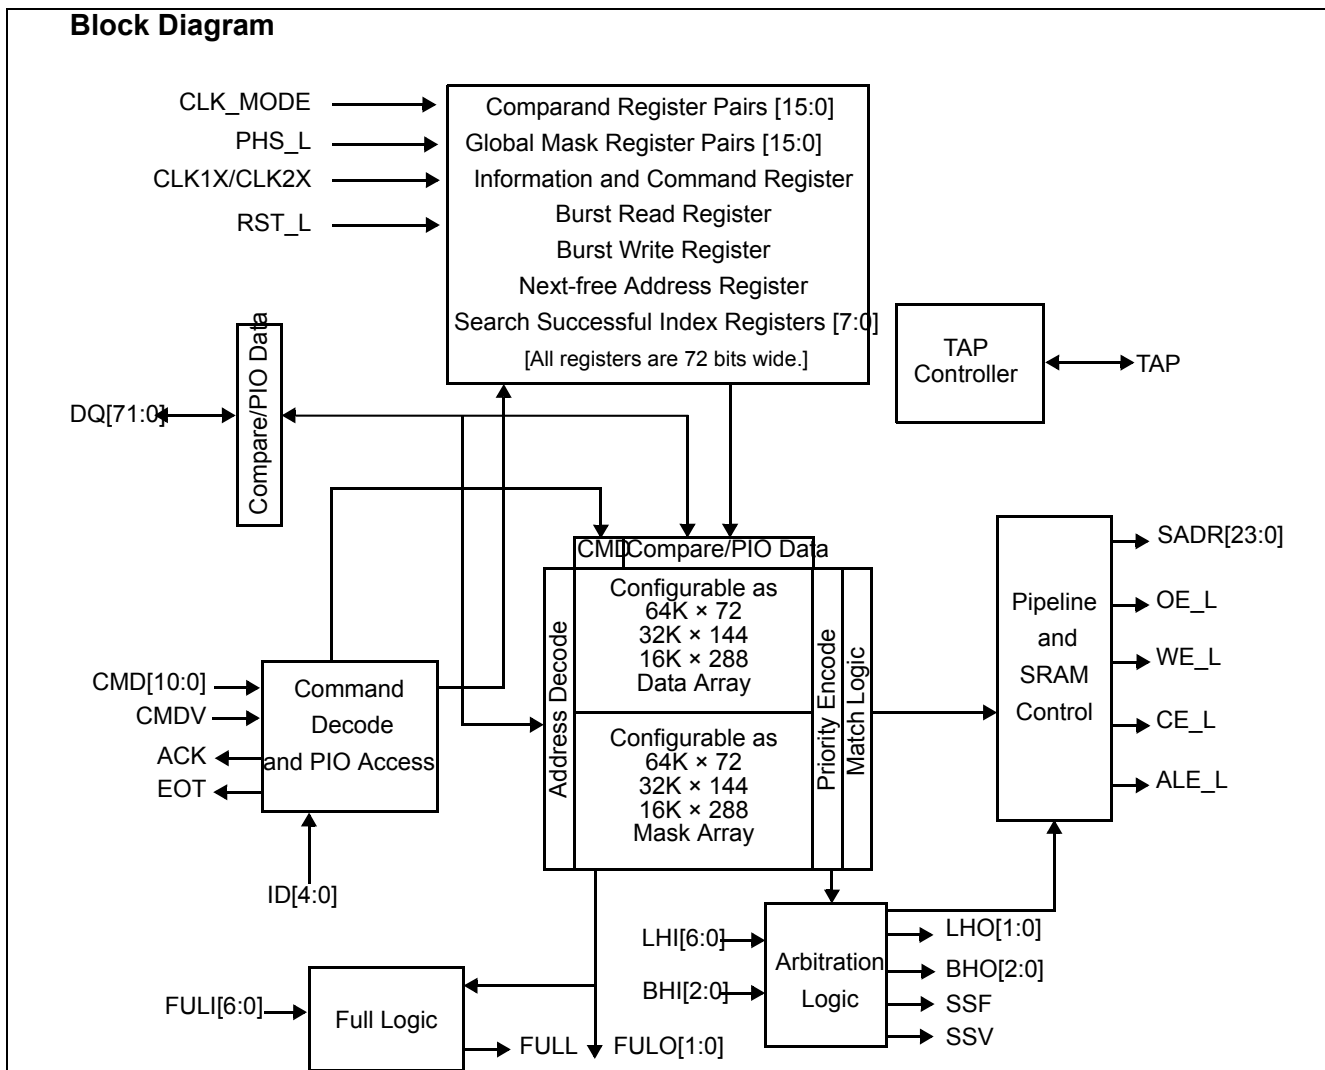 Block Diagram
CLK_MODE
PHS_L
CLK1X/CLK2X
RST_L
Comparand Register Pairs [15:0]
Global Mask Register Pairs [15:0]
Information and Command Register
Burst Read Register
Burst Write Register
Next-free Address Register
Search Successful Index Registers [7:0]
[All registers are 72 bits wide.]
TAP
Controller
TAP
DQ[71:0]
Compare/PIO Data
CMD
Compare/PIO Data
Address Decode
Configurable as
64K × 72
32K × 144
16K × 288
Data Array
Configurable as
64K × 72
32K × 144
16K × 288
Mask Array
Priority Encode
Match Logic
Pipeline
and
SRAM
Control
SADR[23:0]
OE_L
WE_L
CE_L
ALE_L
CMD[10:0]
CMDV
ACK
EOT
Command
Decode
and PIO Access
ID[4:0]
LHI[6:0]
BHI[2:0]
Arbitration
Logic
LHO[1:0]
BHO[2:0]
SSF
SSV
FULI[6:0]
Full Logic
FULL
FULO[1:0]